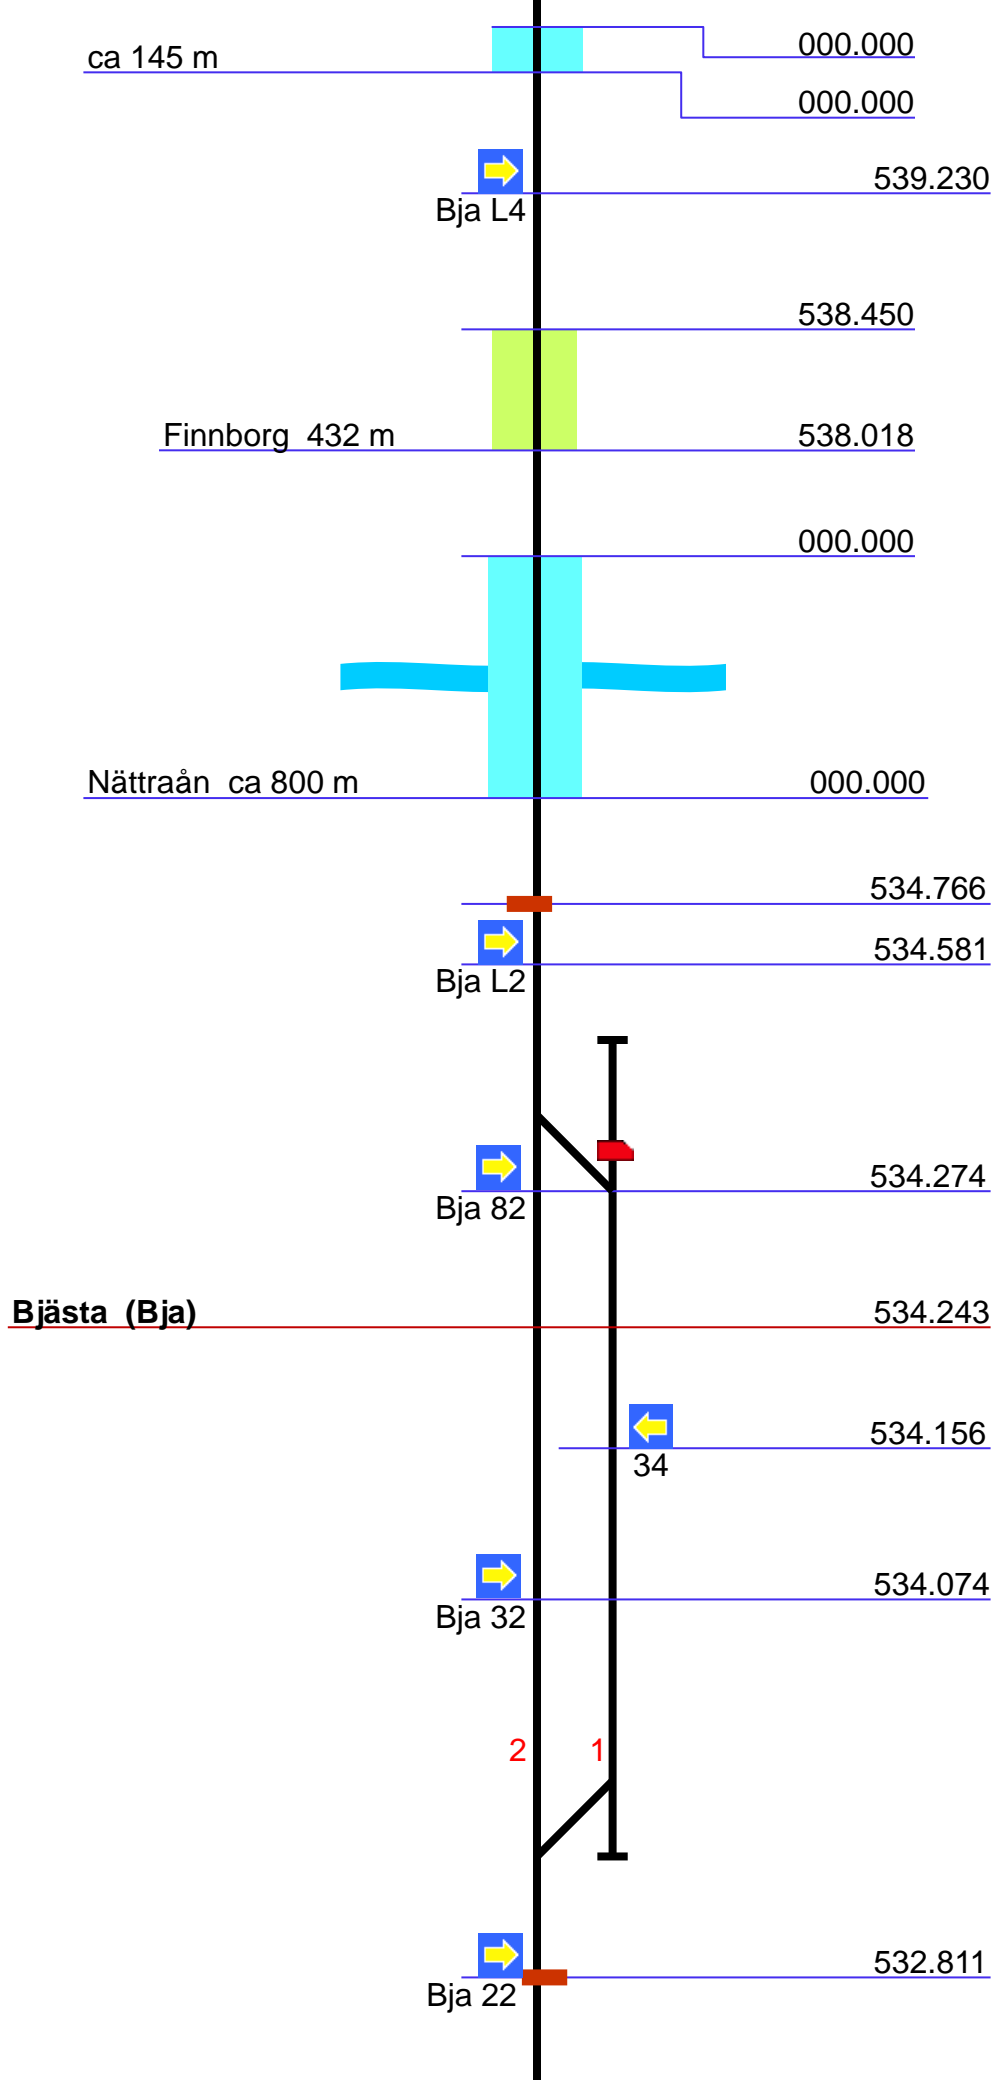 000.000
ca 145 m
000.000
539.230
Bja L4
538.450
Finnborg  432 m
538.018
000.000
Nättraån  ca 800 m
000.000
534.766
534.581
Bja L2
534.274
Bja 82
Bjästa  (Bja)
534.243
534.156
34
534.074
Bja 32
2
1
532.811
Bja 22